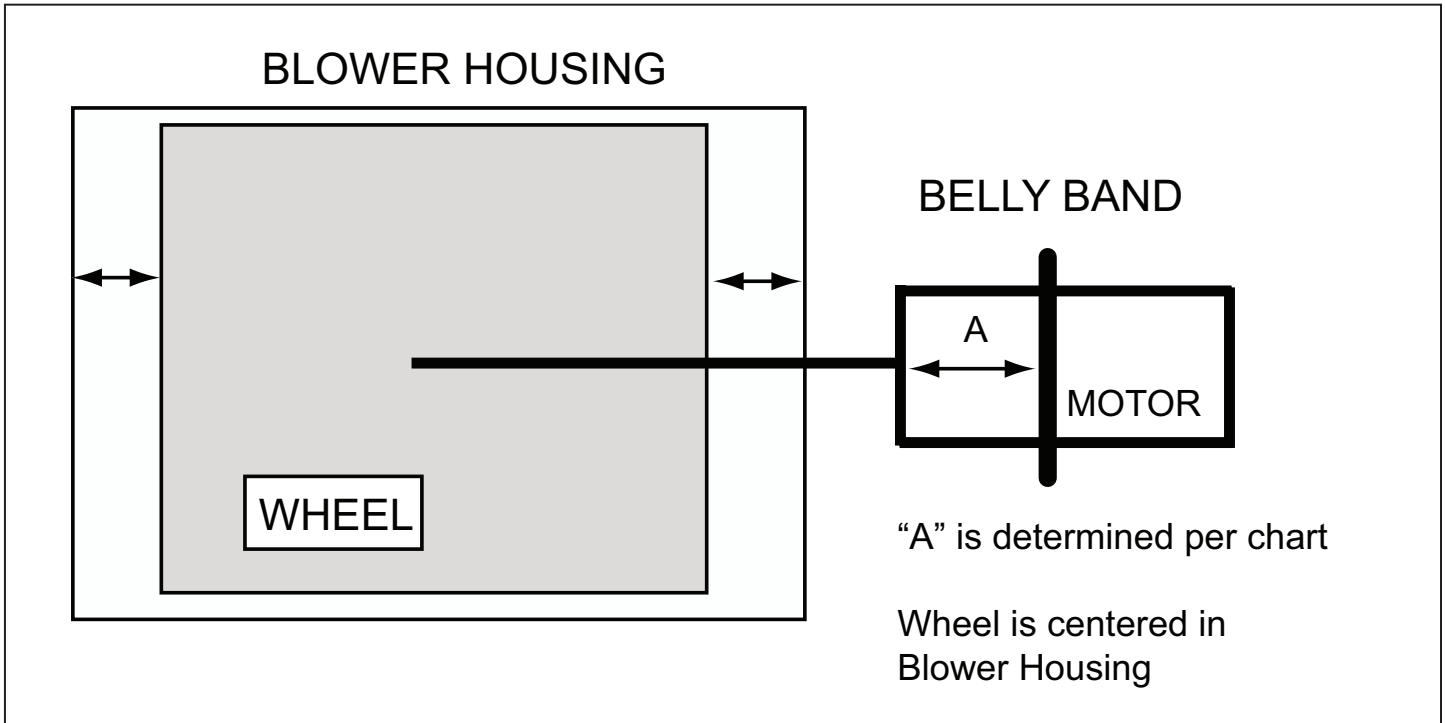 BLOWER HOUSING
BELLY BAND
A
MOTOR
WHEEL
“A” is determined per chart
Wheel is centered in
Blower Housing